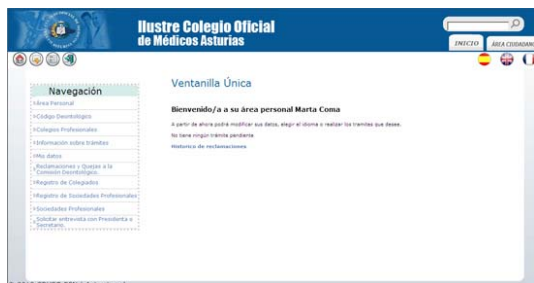 Ilustre Colegio Oficial
de Médicos Asturias
INICIO
ÁREA CIUDADANO
Navegación
Área Personal
Código Deontológico
Colegios Profesionales
Información sobre trámites
Mis datos
Reclamaciones y Quejas a la
Comisión Deontológica.
Registro de Colegiados
Registro de Sociedades Profesionales
Sociedades Profesionales
Solicitar entrevista con Presidenta o
Secretario.
Ventanilla Única
Bienvenido/a a su área personal Marta Coma
A partir de ahora podrá modificar sus datos, elegir el idioma o realizar los tramites que desee.
No tiene ningún trámite pendiente
Historico de reclamaciones